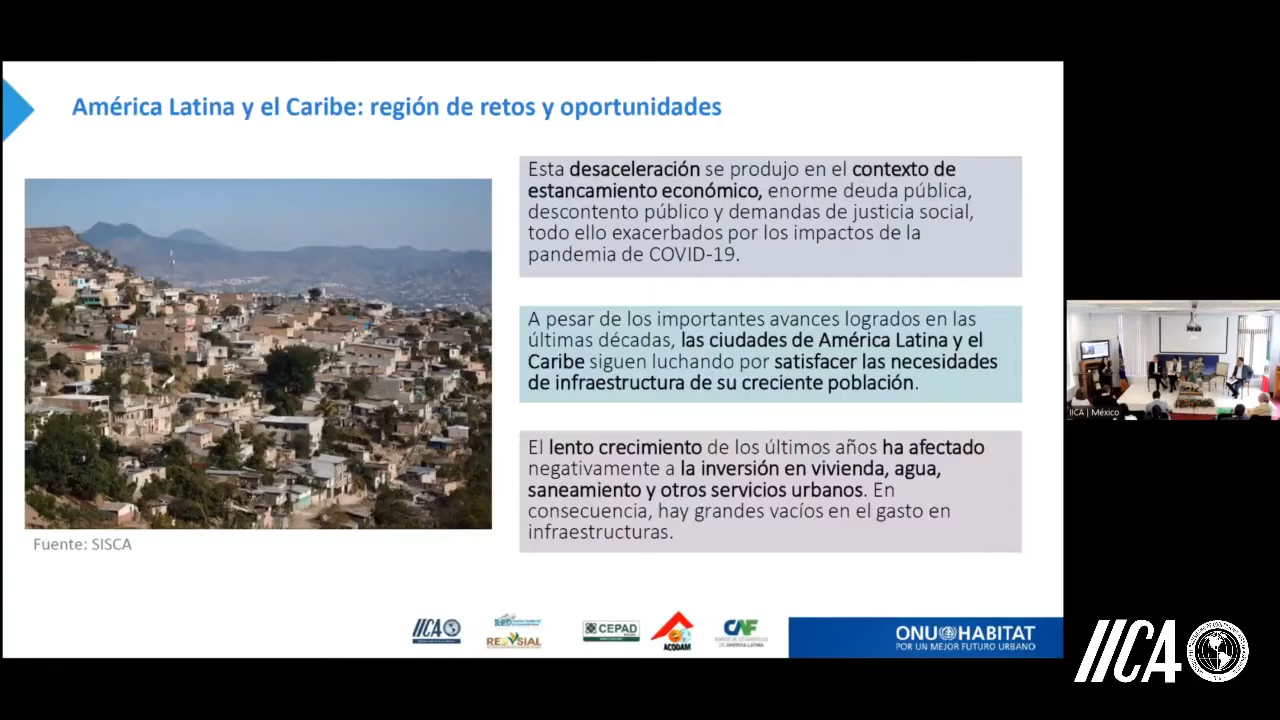 América Latina y el Caribe: región de retos y oportunidades
Esta desaceleración se produjo en el contexto de
estancamiento económico, enorme deuda pública,
descontento público y demandas de justicia social,
todo ello exacerbados por los impactos de la
pandemia de COVID-19.
A pesar de los importantes avances logrados en las
últimas décadas, las ciudades de América Latina y el
Caribe siguen luchando por satisfacer las necesidades
de infraestructura de su creciente población.
El lento crecimiento de los últimos años ha afectado
negativamente a la inversión en vivienda, agua,
saneamiento y otros servicios urbanos. En
consecuencia, hay grandes vacíos en el gasto en
infraestructuras.
Fuente: SISCA
IICA | México
IICA
RED
REDSIAL
CEPAD
ACODAM
CAF
BANCO DE DESARROLLO
DE AMÉRICA LATINA
ONU HABITAT
POR UN MEJOR FUTURO URBANO
IICA